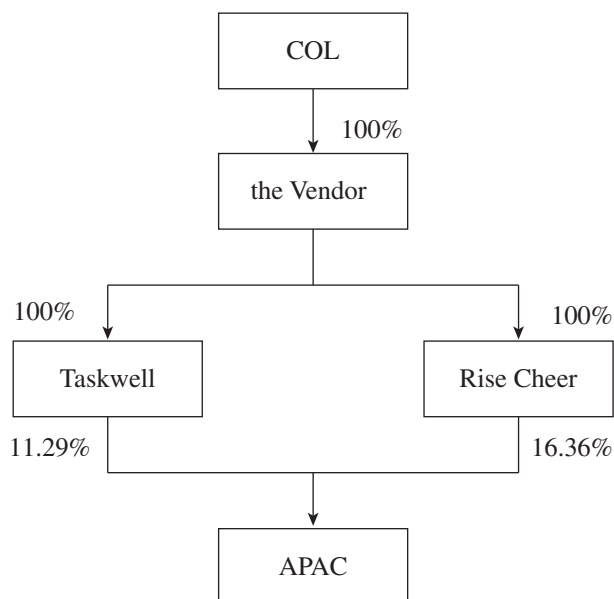 COL
100%
the Vendor
100%
100%
Taskwell
Rise Cheer
11.29%
16.36%
APAC